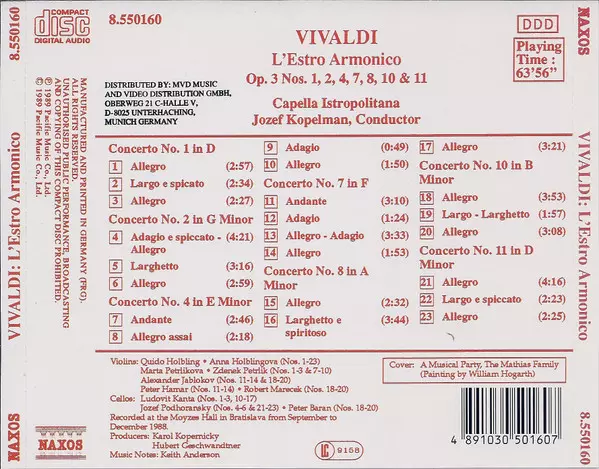 8.550160
COMPACT
disc
DIGITAL AUDIO
8.550160
VIVALDI
L'Estro Armonico
Op. 3 Nos. 1, 2, 4, 7, 8, 10 & 11
DDD
Playing
Time :
63'56"
NAXOS
DISTRIBUTED BY: MVD MUSIC
AND VIDEO DISTRIBUTION GMBH,
OBERWEG 21 C-HALLE V,
D-8025 UNTERHACHING,
MUNICH GERMANY
Capella Istropolitana
Jozef Kopelman, Conductor
Concerto No. 1 in D
1 Allegro (2:57)
2 Largo e spicato (2:34)
3 Allegro (2:27)
Concerto No. 2 in G Minor
4 Adagio e spiccato - (4:21)
Allegro
5 Larghetto (3:16)
6 Allegro (2:59)
Concerto No. 4 in E Minor
7 Andante (2:46)
8 Allegro assai (2:18)
9 Adagio (0:49)
10 Allegro (1:50)
Concerto No. 7 in F
11 Andante (3:10)
12 Adagio (1:24)
13 Allegro - Adagio (3:33)
14 Allegro (1:53)
Concerto No. 8 in A
Minor
15 Allegro (2:32)
16 Larghetto e (3:44)
spiritoso
17 Allegro (3:21)
Concerto No. 10 in B
Minor
18 Allegro (3:53)
19 Largo - Larghetto (1:57)
20 Allegro (3:08)
Concerto No. 11 in D
Minor
21 Allegro (4:16)
22 Largo e spiccato (2:23)
23 Allegro (2:25)
Violins: Quido Holbling • Anna Holblingova (Nos. 1-23)
Marta Petrlikova • Zdenek Petrlik (Nos. 1-3 & 7-10)
Alexander Jablokov (Nos. 11-14 & 18-20)
Peter Hamar (Nos. 11-14) • Robert Marecek (Nos. 18-20)
Cellos: Ludovit Kanta (Nos. 1-3, 10-17)
Jozef Podhoransky (Nos. 4-6 & 21-23) • Peter Baran (Nos. 18-20)
Recorded at the Moyzes Hall in Bratislava from September to
December 1988.
Producers: Karol Kopernicky
Hubert Geschwandtner
Music Notes: Keith Anderson
Cover: A Musical Party, The Mathias Family
(Painting by William Hogarth)
LC 9158
4 891030 501607
VIVALDI: L'Estro Armonico
MANUFACTURED AND PRINTED IN GERMANY (FRG).
ALL RIGHTS RESERVED.
UNAUTHORISED PUBLIC PERFORMANCE, BROADCASTING
AND COPYING OF THIS COMPACT DISC PROHIBITED.
℗ 1989 Pacific Music Co., Ltd.
© 1989 Pacific Music Co., Ltd.
NAXOS
NAXOS
VIVALDI: L'Estro Armonico
8.550160